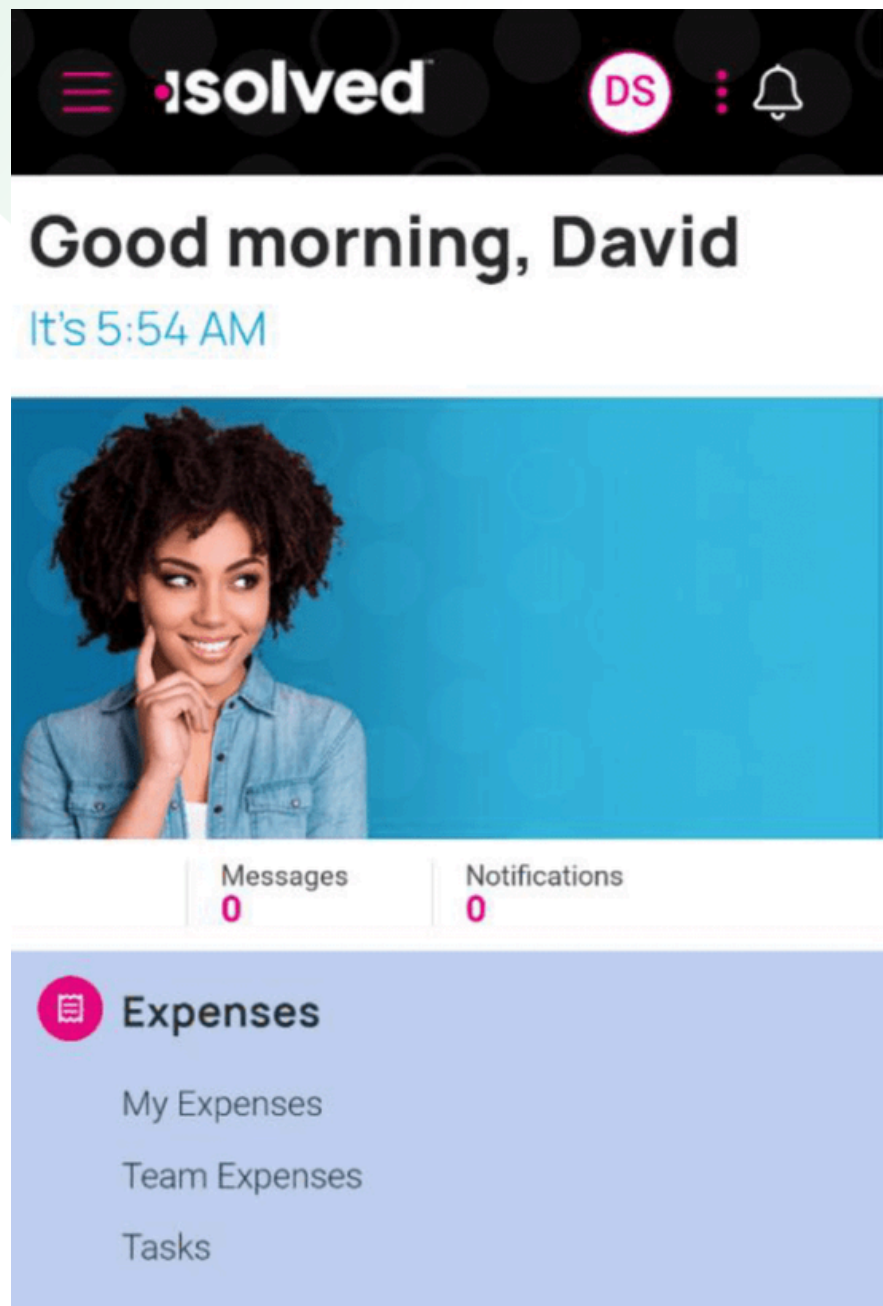 isolved
DS
Good morning, David
It's 5:54 AM
Messages
0
Notifications
0
Expenses
My Expenses
Team Expenses
Tasks